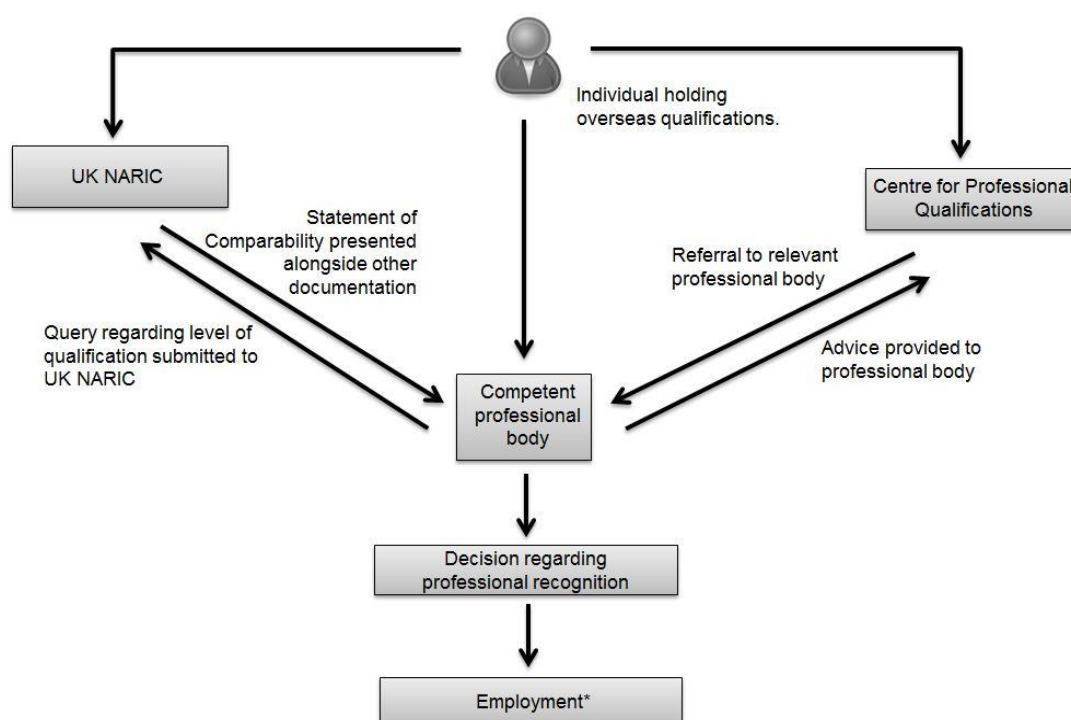 Individual holding
overseas qualifications.
UK NARIC
Centre for Professional
Qualifications
Statement of
Comparability presented
alongside other
documentation
Referral to relevant
professional body
Query regarding level of
qualification submitted to
UK NARIC
Advice provided to
professional body
Competent
professional
body
Decision regarding
professional recognition
Employment*